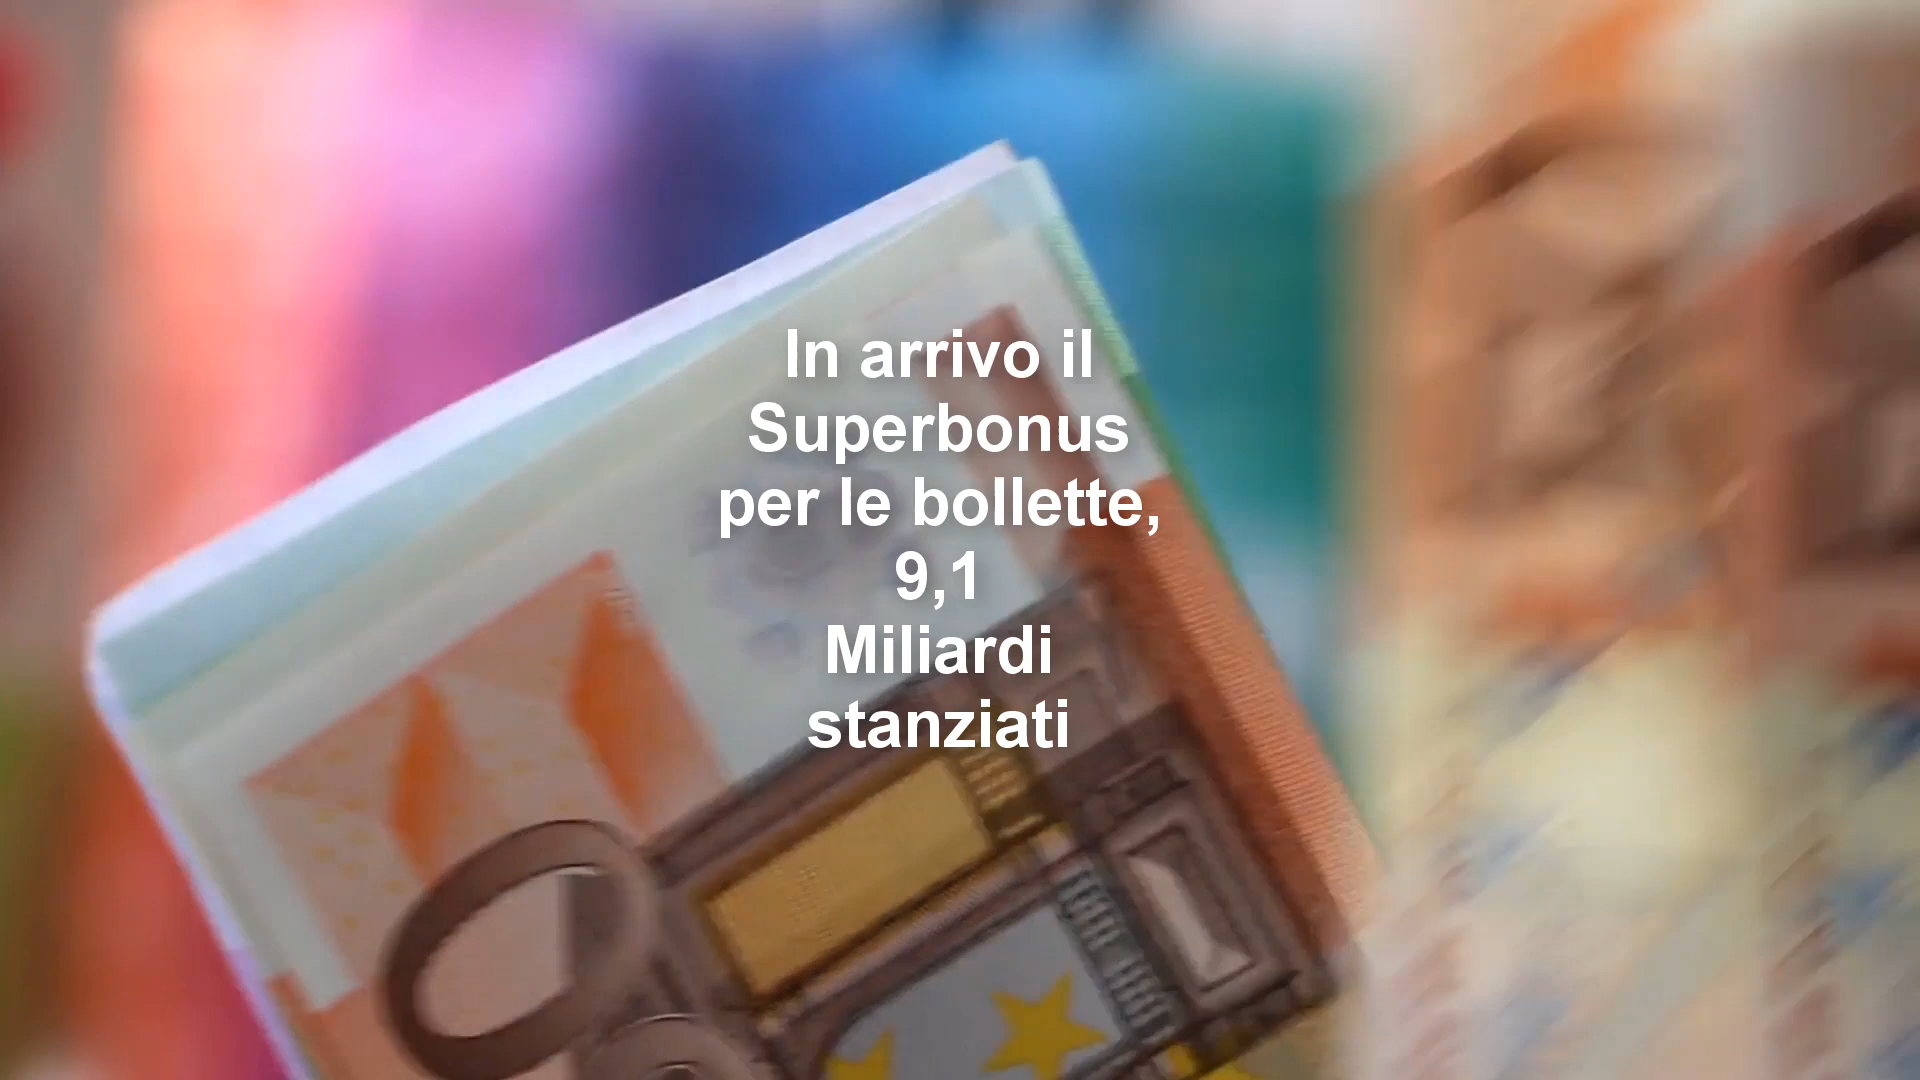 In arrivo il
Superbonus
per le bollette,
9,1
Miliardi
stanziati